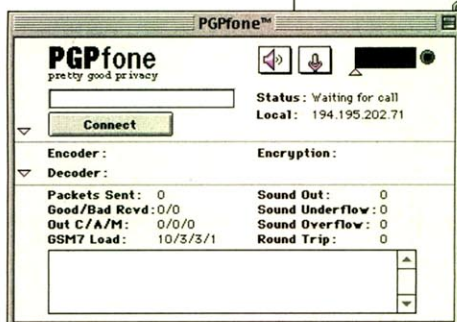 PGPfone™
PGPfone
pretty good privacy
Status: Waiting for call
Local: 194.195.202.71
Connect
Encoder:
Encryption:
Decoder:
Packets Sent: 0
Sound Out: 0
Good/Bad Rcvd: 0/0
Sound Underflow: 0
Out C/A/M: 0/0/0
Sound Overflow: 0
GSM7 Load: 10/3/3/1
Round Trip: 0